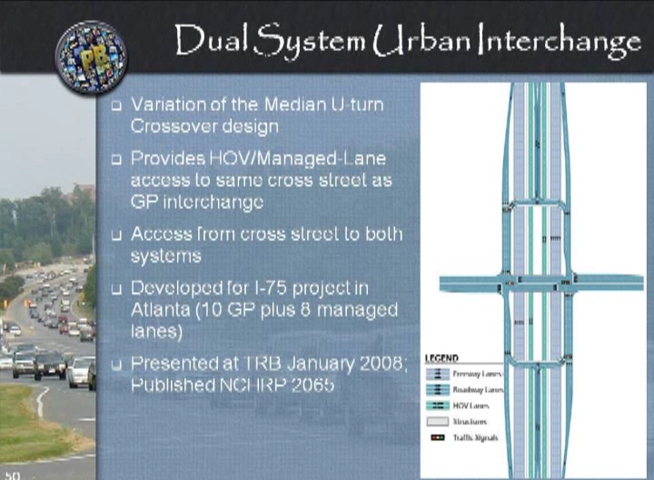 Dual System Urban Interchange
PB
❑ Variation of the Median U-turn
Crossover design
❑ Provides HOV/Managed-Lane
access to same cross street as
GP interchange
❑ Access from cross street to both
systems
❑ Developed for I-75 project in
Atlanta (10 GP plus 8 managed
lanes)
❑ Presented at TRB January 2008;
Published NCHRP 2065
LEGEND
Freeway Lanes
Roadway Lanes
HOV Lanes
Structures
Traffic Signals
50